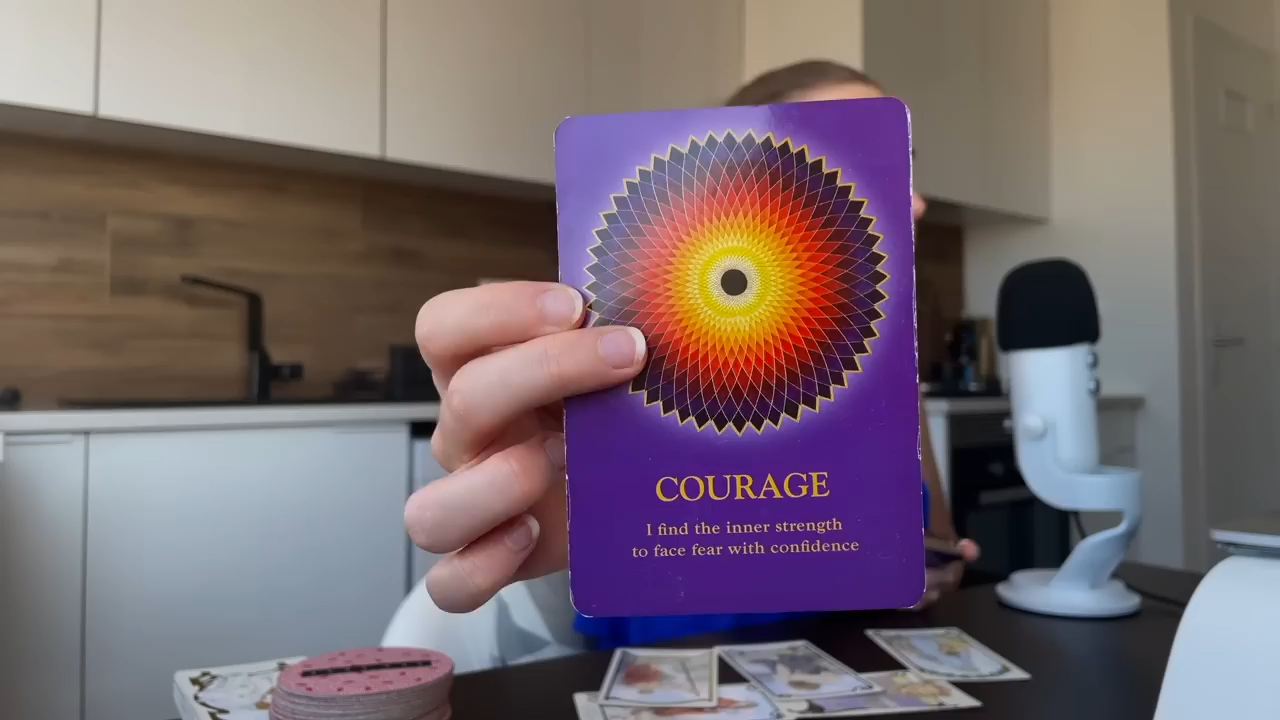 COURAGE
I find the inner strength
to face fear with confidence